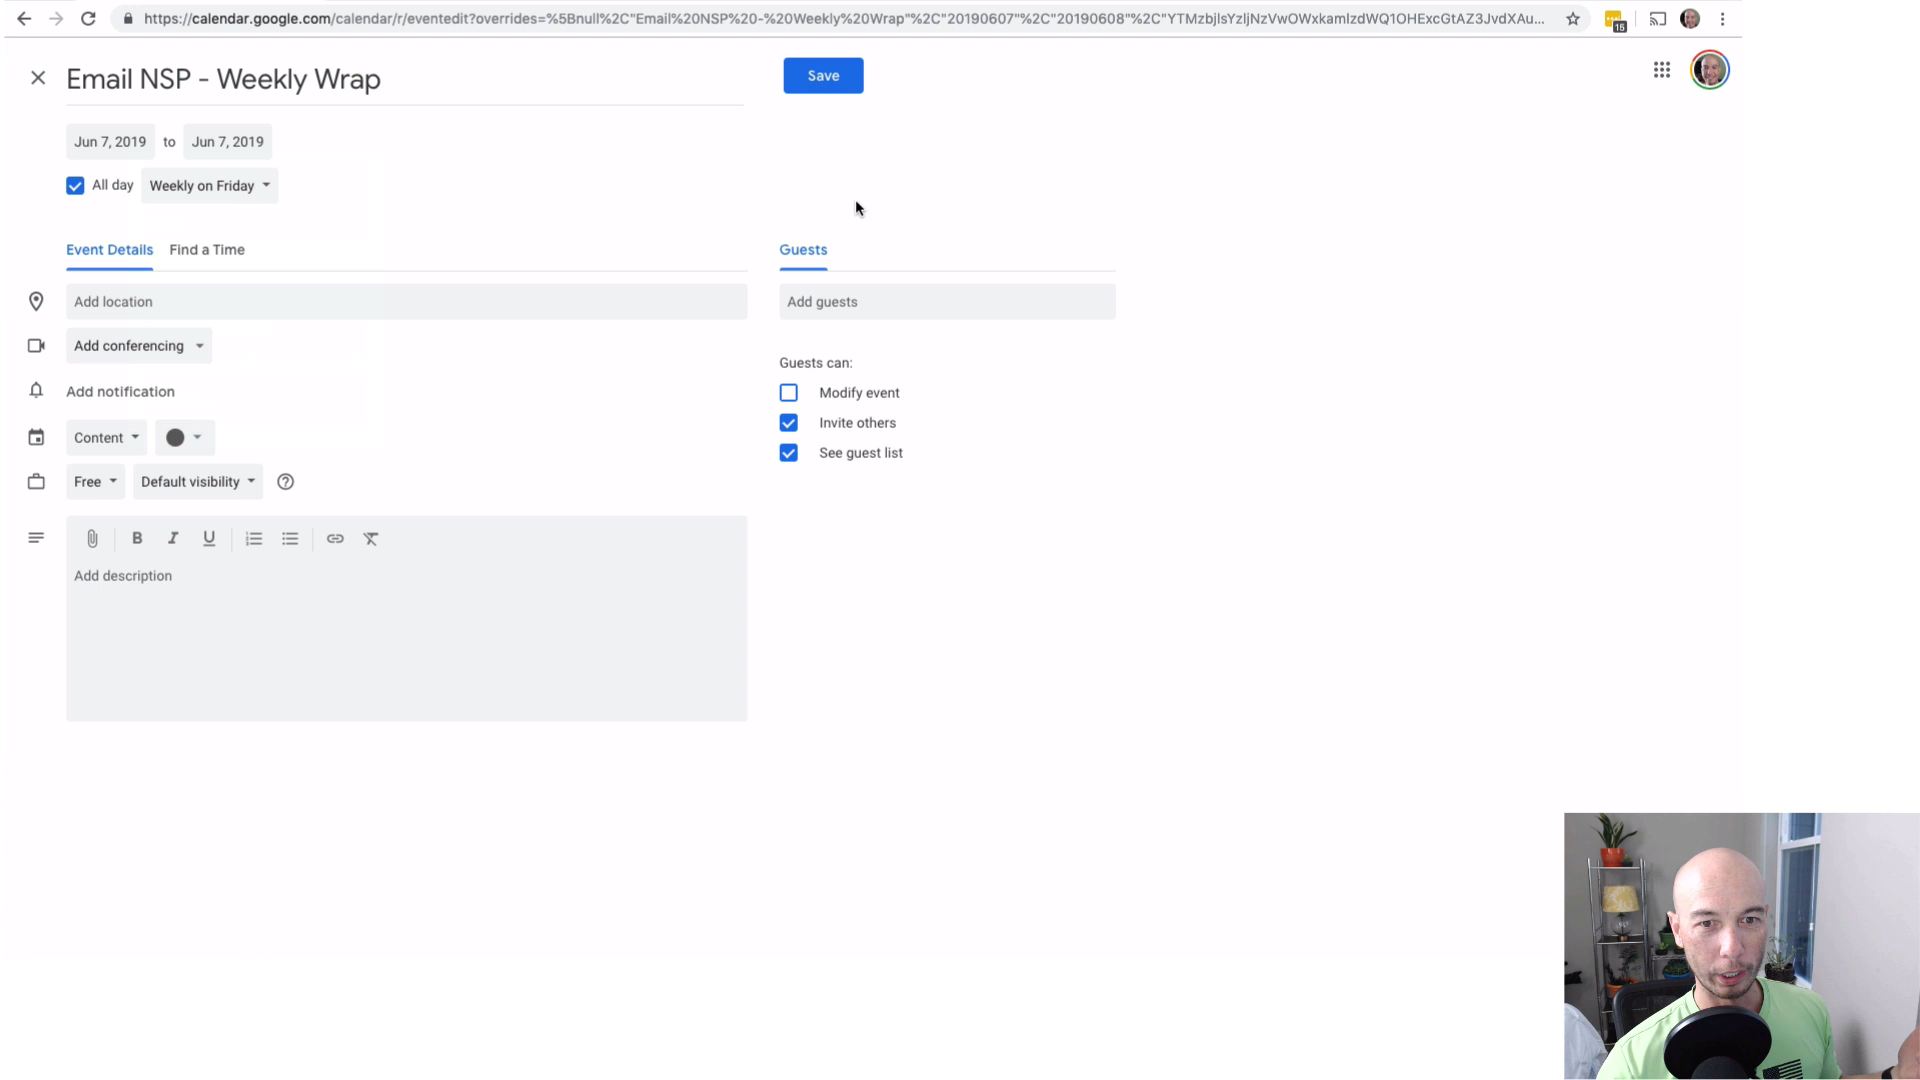 https://calendar.google.com/calendar/r/eventedit?overrides=%5Bnull%2C"Email%20NSP%20-%20Weekly%20Wrap"%2C"20190607"%2C"20190608"%2C"YTMzbjlsYzljNzVwOWxkamlzdWQ1OHExcGtAZ3JvdXAu...
15
Email NSP - Weekly Wrap
Save
Jun 7, 2019 to Jun 7, 2019
All day Weekly on Friday
Event Details Find a Time
Guests
Add location
Add guests
Add conferencing
Guests can:
Add notification
Modify event
Invite others
Content
See guest list
Free Default visibility
B I U
Add description